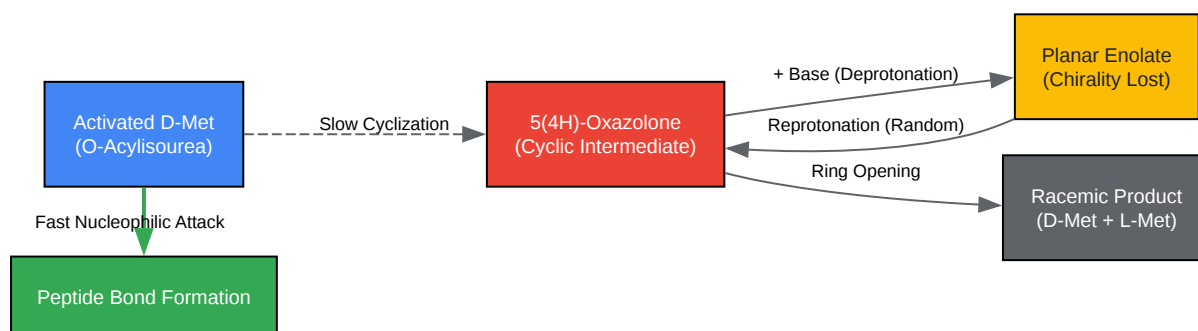 Activated D-Met
(O-Acylisourea)
Slow Cyclization
Fast Nucleophilic Attack
Peptide Bond Formation
5(4H)-Oxazolone
(Cyclic Intermediate)
+ Base (Deprotonation)
Reprotonation (Random)
Ring Opening
Planar Enolate
(Chirality Lost)
Racemic Product
(D-Met + L-Met)